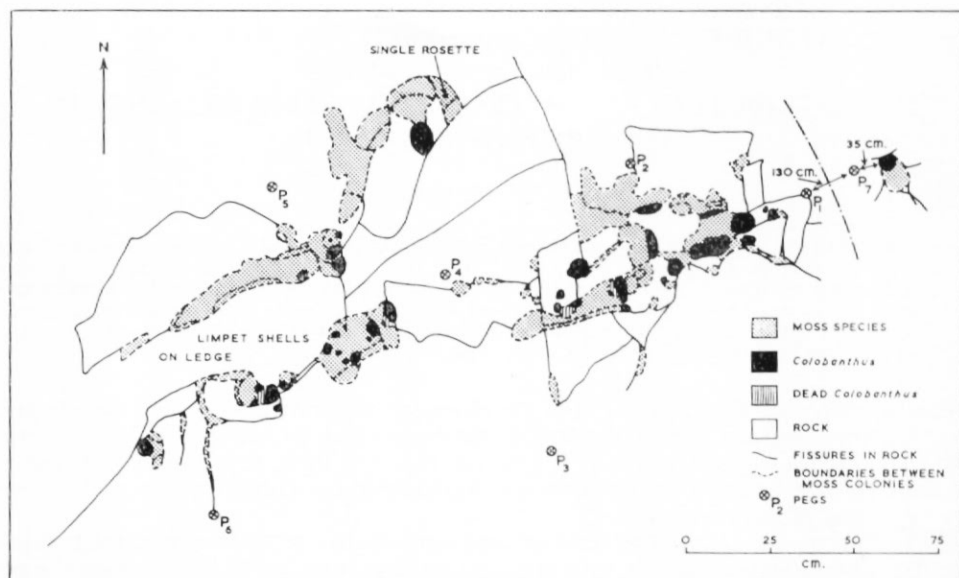 N
SINGLE ROSETTE
35 cm.
130 cm.
P2
P7
P1
P5
P4
LIMPET SHELLS
ON LEDGE
P3
P6
MOSS SPECIES
Colobanthus
DEAD Colobanthus
ROCK
FISSURES IN ROCK
BOUNDARIES BETWEEN
MOSS COLONIES
P2 PEGS
0 25 50 75
cm.